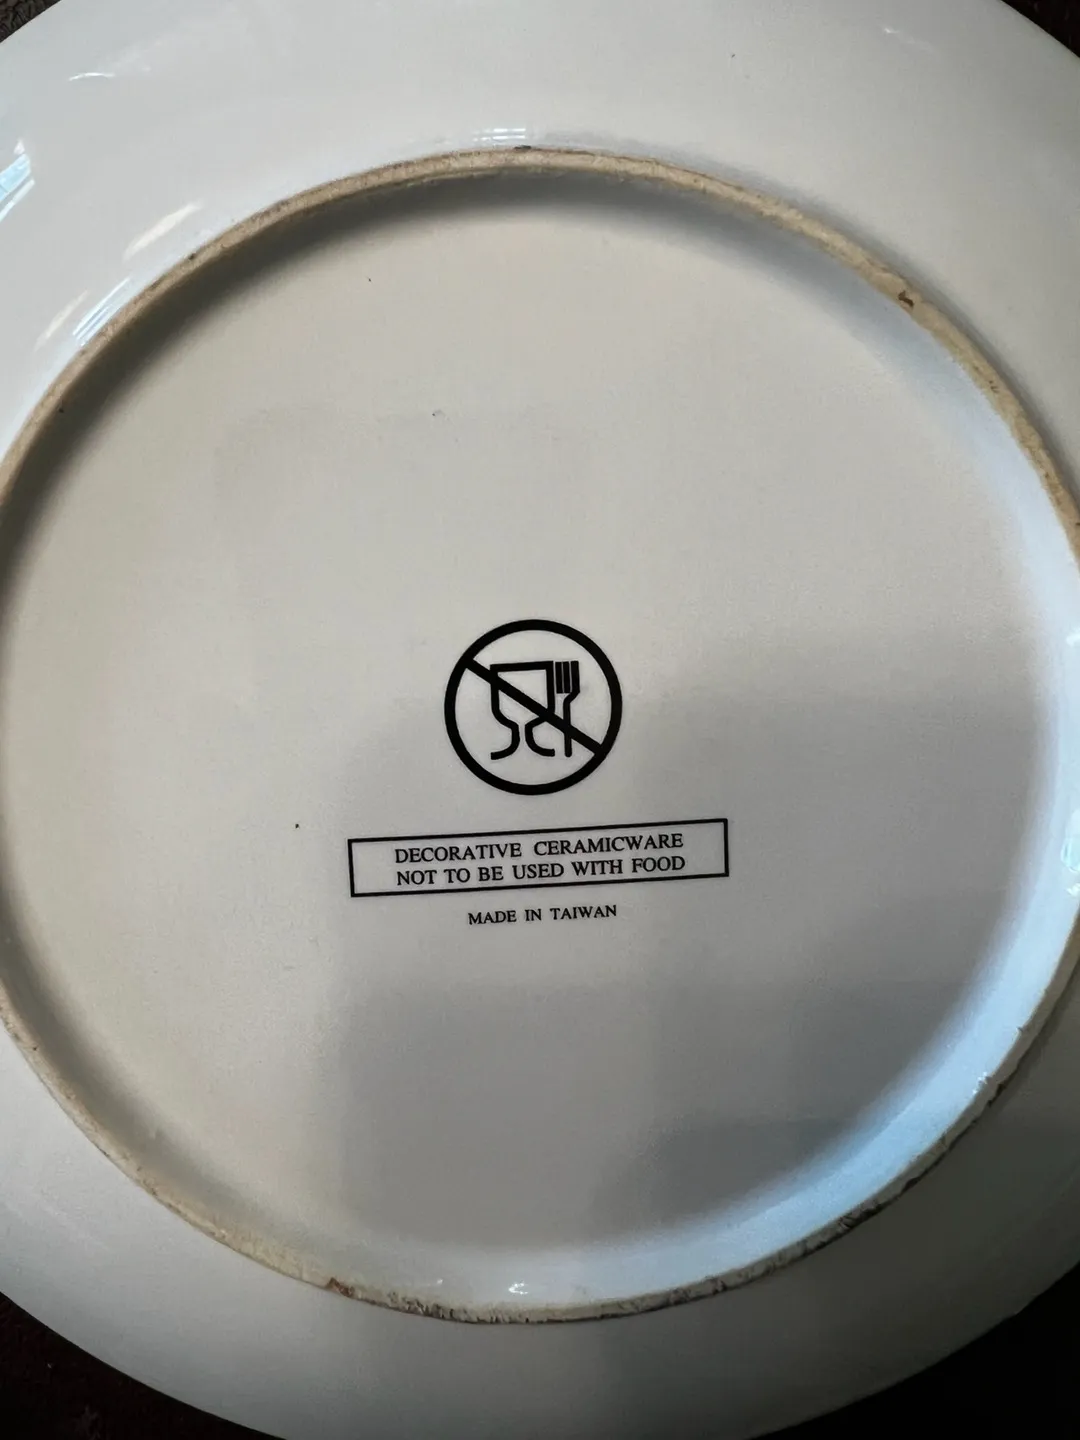 DECORATIVE CERAMICWARE
NOT TO BE USED WITH FOOD
MADE IN TAIWAN